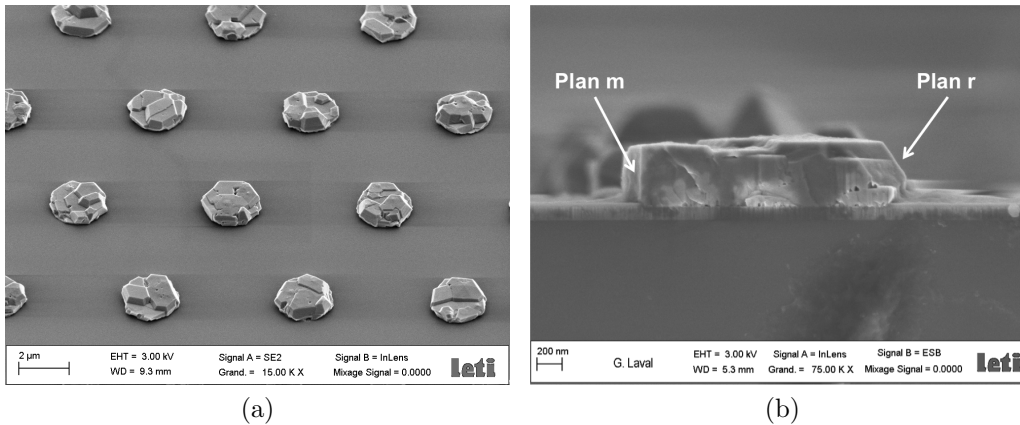 Plan m
Plan r
2 µm
EHT = 3.00 kV
Signal A = SE2
Signal B = InLens
WD = 9.3 mm
Grand. = 15.00 K X
Mixage Signal = 0.0000
leti
200 nm
G. Laval
EHT = 3.00 kV
Signal A = InLens
Signal B = ESB
WD = 5.3 mm
Grand. = 75.00 K X
Mixage Signal = 0.0000
leti
(a)
(b)